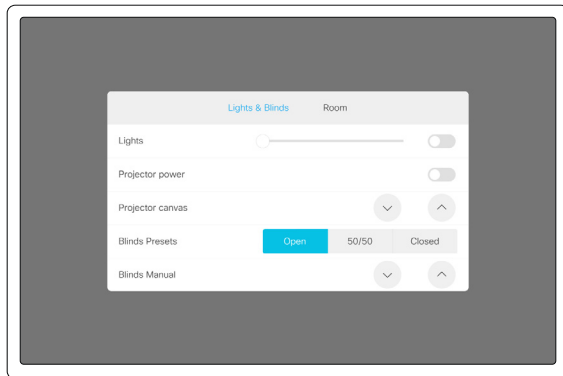 Lights & Blinds Room
Lights
Projector power
Projector canvas
Blinds Presets Open 50/50 Closed
Blinds Manual